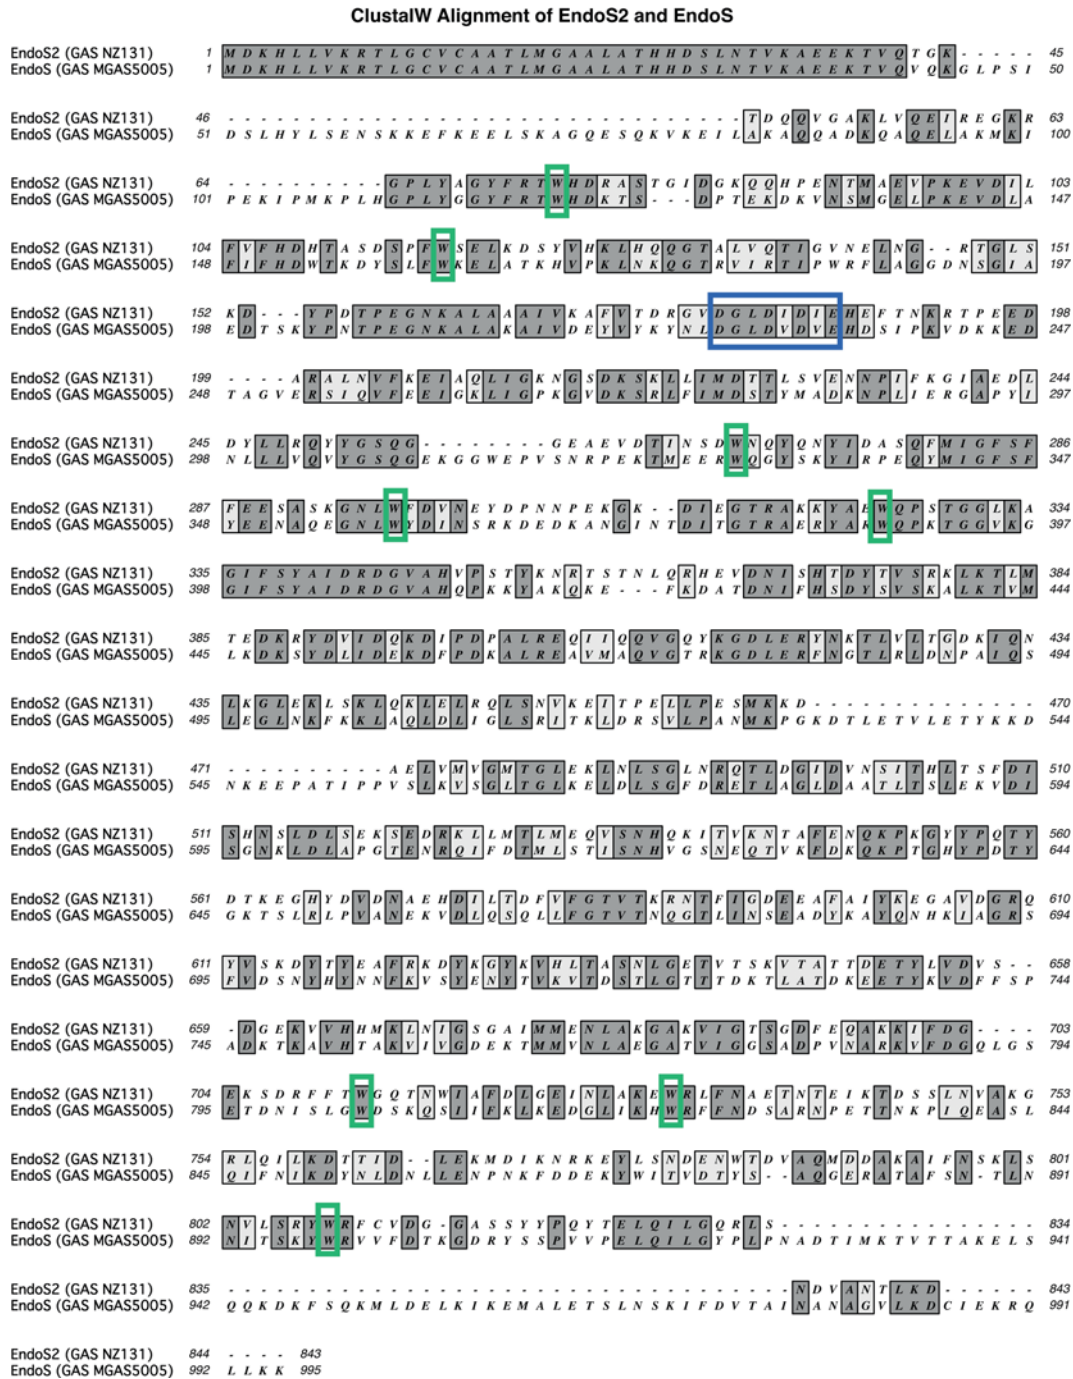 ClustalW Alignment of EndoS2 and EndoS
EndoS2 (GAS NZ131) 1 M D K H L L V K R T L G C V C A A T L M G A A L A T H H D S L N T V K A E E K T V Q T G K - - - - - 45
EndoS (GAS MGAS5005) 1 M D K H L L V K R T L G C V C A A T L M G A A L A T H H D S L N T V K A E E K T V Q V Q K G L P S I 50
EndoS2 (GAS NZ131) 46 - - - - - - - - - - - - - - - - - - - - - - - - - - - - - - - - T D Q Q V G A K L V Q E I R E G K R 63
EndoS (GAS MGAS5005) 51 D S L H Y L S E N S K K E F K E E L S K A G Q E S Q K V K E I L A K A Q Q A D K Q A Q E L A K M K I 100
EndoS2 (GAS NZ131) 64 - - - - - - - - - - G P L Y A G Y F R T W H D R A S T G I D G K Q Q H P E N T M A E V P K E V D I L 103
EndoS (GAS MGAS5005) 101 P E K I P M K P L H G P L Y G G Y F R T W H D K T S - - - D P T E K D K V N S M G E L P K E V D L A 147
EndoS2 (GAS NZ131) 104 F V F H D H T A S D S P F W S E L K D S Y V H K L H Q Q G T A L V Q T I G V N E L N G - - R T G L S 151
EndoS (GAS MGAS5005) 148 F I F H D W T K D Y S L F W K E L A T K H V P K L N K Q G T R V I R T I P W R F L A G G D N S G I A 197
EndoS2 (GAS NZ131) 152 K D - - - Y P D T P E G N K A L A A A I V K A F V T D R G V D G L D I D I E H E F T N K R T P E E D 198
EndoS (GAS MGAS5005) 198 E D T S K Y P N T P E G N K A L A K A I V D E Y V Y K Y N L D G L D V D V E H D S I P K V D K K E D 247
EndoS2 (GAS NZ131) 199 - - - - A R A L N V F K E I A Q L I G K N G S D K S K L L I M D T T L S V E N N P I F K G I A E D L 244
EndoS (GAS MGAS5005) 248 T A G V E R S I Q V F E E I G K L I G P K G V D K S R L F I M D S T Y M A D K N P L I E R G A P Y I 297
EndoS2 (GAS NZ131) 245 D Y L L R Q Y Y G S Q G - - - - - - - - G E A E V D T I N S D W N Q Y Q N Y I D A S Q F M I G F S F 286
EndoS (GAS MGAS5005) 298 N L L L V Q V Y G S Q G E K G G W E P V S N R P E K T M E E R W Q G Y S K Y I R P E Q Y M I G F S F 347
EndoS2 (GAS NZ131) 287 F E E S A S K G N L W F D V N E Y D P N N P E K G K - - D I E G T R A K K Y A E W Q P S T G G L K A 334
EndoS (GAS MGAS5005) 348 Y E E N A Q E G N L W Y D I N S R K D E D K A N G I N T D I T G T R A E R Y A R W Q P K T G G V K G 397
EndoS2 (GAS NZ131) 335 G I F S Y A I D R D G V A H V P S T Y K N R T S T N L Q R H E V D N I S H T D Y T V S R K L K T L M 384
EndoS (GAS MGAS5005) 398 G I F S Y A I D R D G V A H Q P K K Y A K Q K E - - - F K D A T D N I F H S D Y S V S K A L K T V M 444
EndoS2 (GAS NZ131) 385 T E D K R Y D V I D Q K D I P D P A L R E Q I I Q Q V G Q Y K G D L E R Y N K T L V L T G D K I Q N 434
EndoS (GAS MGAS5005) 445 L K D K S Y D L I D E K D F P D K A L R E A V M A Q V G T R K G D L E R F N G T L R L D N P A I Q S 494
EndoS2 (GAS NZ131) 435 L K G L E K L S K L Q K L E L R Q L S N V K E I T P E L L P E S M K K D - - - - - - - - - - - - - - 470
EndoS (GAS MGAS5005) 495 L E G L N K F K K L A Q L D L I G L S R I T K L D R S V L P A N M K P G K D T L E T V L E T Y K K D 544
EndoS2 (GAS NZ131) 471 - - - - - - - - - - A E L V M V G M T G L E K L N L S G L N R Q T L D G I D V N S I T H L T S F D I 510
EndoS (GAS MGAS5005) 545 N K E E P A T I P P V S L K V S G L T G L K E L D L S G F D R E T L A G L D A A T L T S L E K V D I 594
EndoS2 (GAS NZ131) 511 S H N S L D L S E K S E D R K L L M T L M E Q V S N H Q K I T V K N T A F E N Q K P K G Y Y P Q T Y 560
EndoS (GAS MGAS5005) 595 S G N K L D L A P G T E N R Q I F D T M L S T I S N H V G S N E Q T V K F D K Q K P T G H Y P D T Y 644
EndoS2 (GAS NZ131) 561 D T K E G H Y D V D N A E H D I L T D F V F G T V T K R N T F I G D E E A F A I Y K E G A V D G R Q 610
EndoS (GAS MGAS5005) 645 G K T S L R L P V A N E K V D L Q S Q L L F G T V T N Q G T L I N S E E A D Y K A Y Q N H K I A G R S 694
EndoS2 (GAS NZ131) 611 Y V S K D Y T Y E A F R K D Y K G Y K V H L T A S N L G E T V T S K V T A T T D E T Y L V D V S - - 658
EndoS (GAS MGAS5005) 695 F V D S N Y H Y N N F K V S Y E N Y T V K V T D S T L G T T T D K T L A T D K E E T Y K V D F F S P 744
EndoS2 (GAS NZ131) 659 - D G E K V V H H M K L N I G S G A I M M E N L A K G A K V I G T S G D F E Q A K K I F D G - - - - 703
EndoS (GAS MGAS5005) 745 A D K T K A V H T A K V I V G D E K T M M V N L A E G A T V I G G S A D P V N A R K V F D G Q L G S 794
EndoS2 (GAS NZ131) 704 E K S D R F F T W G Q T N W I A F D L G E I N L A K E W R L F N A E T N T E I K T D S S L N V A K G 753
EndoS (GAS MGAS5005) 795 E T D N I S L G W D S K Q S I I F K L K E D G L I K H W R F F N D S A R N P E T T N K P I Q E A S L 844
EndoS2 (GAS NZ131) 754 R L Q I L K D T T I D - - L E K M D I K N R K E Y L S N D E N W T D V A Q M D D A K A I F N S K L S 801
EndoS (GAS MGAS5005) 845 Q I F N I K D Y N L D N L L E N P N K F D D E K Y W I T V D T Y S - - A Q G E R A T A F S N - T L N 891
EndoS2 (GAS NZ131) 802 N V L S R Y W R F C V D G - G A S S Y Y P Q Y T E L Q I L G Q R L S - - - - - - - - - - - - - - - - 834
EndoS (GAS MGAS5005) 892 N I T S K Y W R V V F D T K G D R Y S S P V V P E L Q I L G Y P L P N A D T I M K T V T T A K E L S 941
EndoS2 (GAS NZ131) 835 - - - - - - - - - - - - - - - - - - - - - - - - - - - - - - - - - - - N D V A N T L K D - - - - - - 843
EndoS (GAS MGAS5005) 942 Q Q K D K F S Q K M L D E L K I K E M A L E T S L N S K I F D V T A I N A N A G V L K D C I E K R Q 991
EndoS2 (GAS NZ131) 844 - - - - 843
EndoS (GAS MGAS5005) 992 L L K K 995